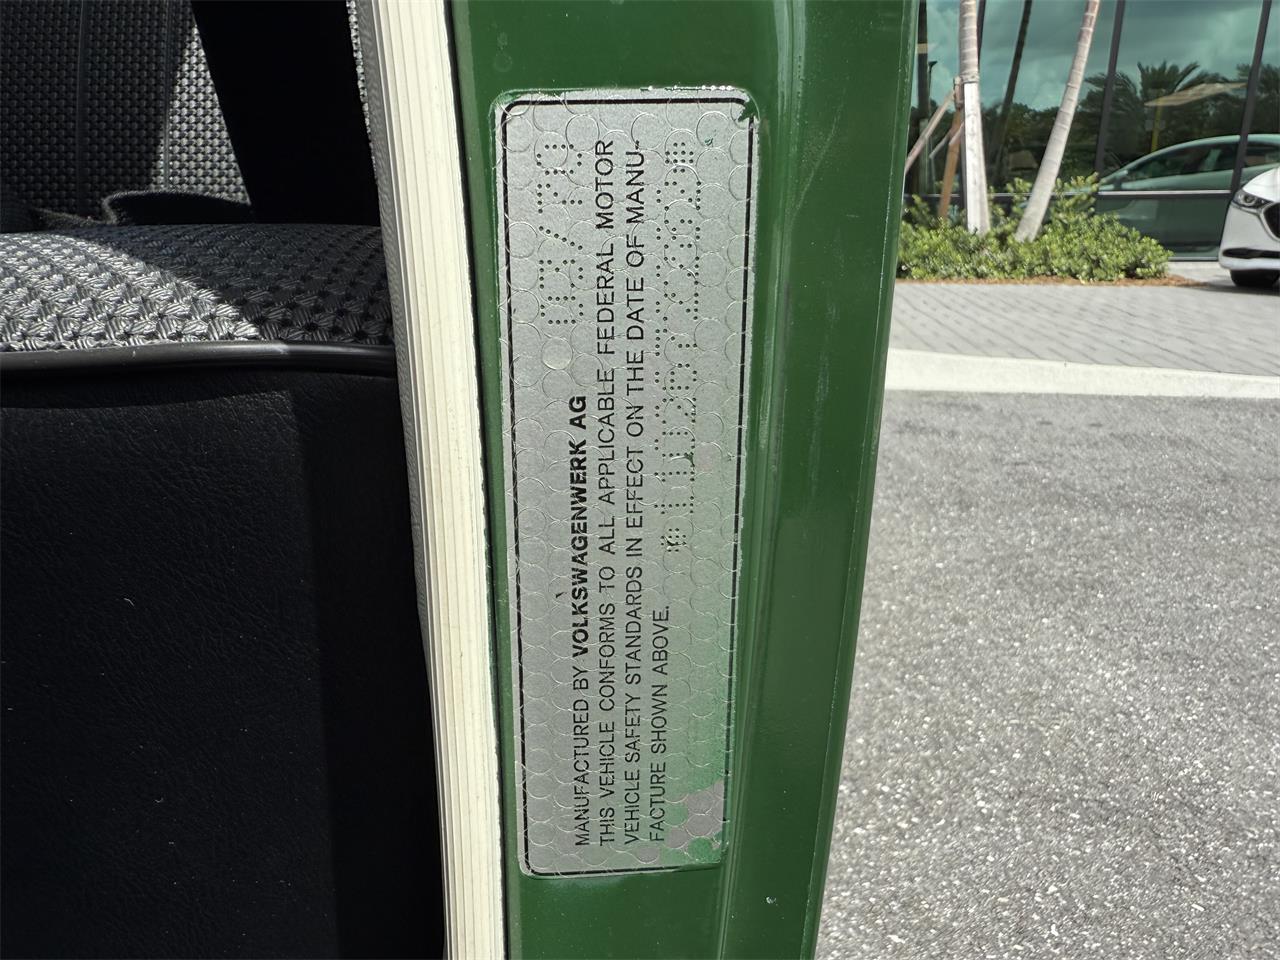 MANUFACTURED BY VOLKSWAGENWERK AG
THIS VEHICLE CONFORMS TO ALL APPLICABLE FEDERAL MOTOR
VEHICLE SAFETY STANDARDS IN EFFECT ON THE DATE OF MANU-
FACTURE SHOWN ABOVE.